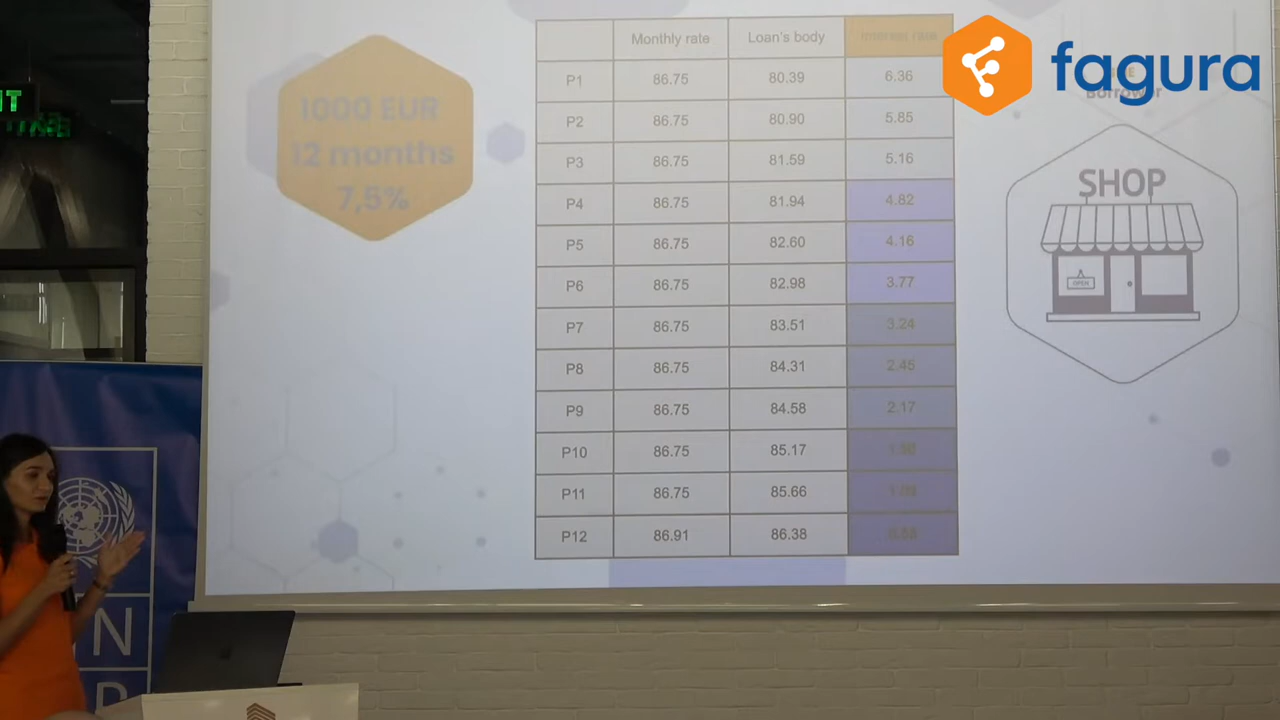 fagura
Monthly rate Loan's body Interest rate
Borrower
1000 EUR
12 months
7,5%
SHOP
OPEN
P1 86.75 80.39 6.36
P2 86.75 80.90 5.85
P3 86.75 81.59 5.16
P4 86.75 81.94 4.82
P5 86.75 82.60 4.16
P6 86.75 82.98 3.77
P7 86.75 83.51 3.24
P8 86.75 84.31 2.45
P9 86.75 84.58 2.17
P10 86.75 85.17
P11 86.75 85.66
P12 86.91 86.38